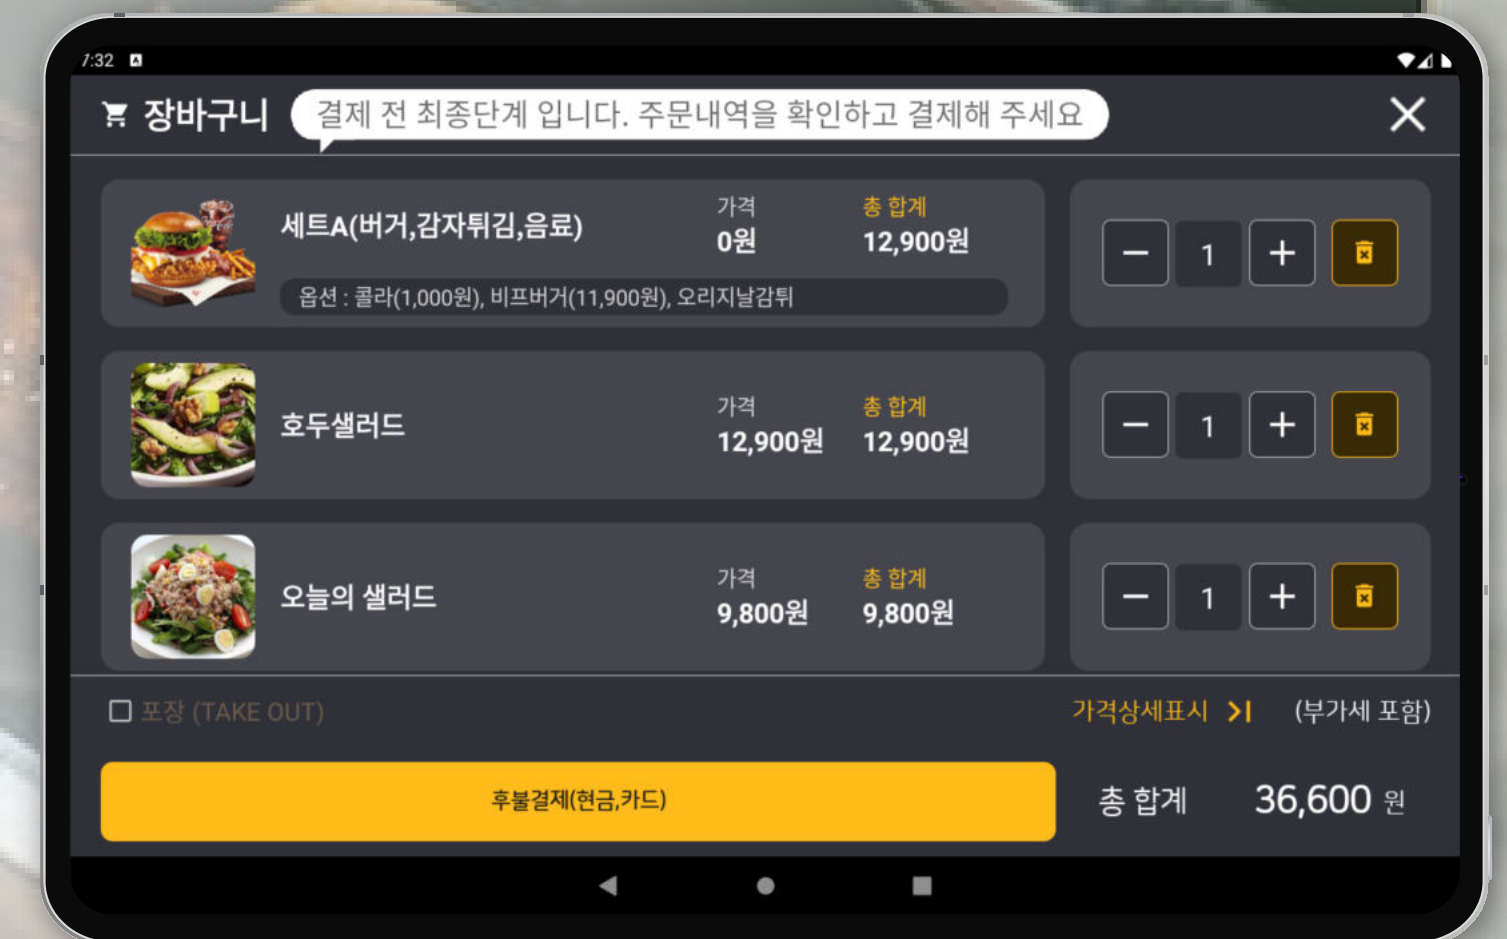 7:32
장바구니
결제 전 최종단계 입니다. 주문내역을 확인하고 결제해 주세요
세트A(버거,감자튀김,음료)
가격
0원
총 합계
12,900원
옵션 : 콜라(1,000원), 비프버거(11,900원), 오리지날감튀
1
호두샐러드
가격
12,900원
총 합계
12,900원
1
오늘의 샐러드
가격
9,800원
총 합계
9,800원
1
포장 (TAKE OUT)
가격상세표시
(부가세 포함)
후불결제(현금,카드)
총 합계
36,600 원